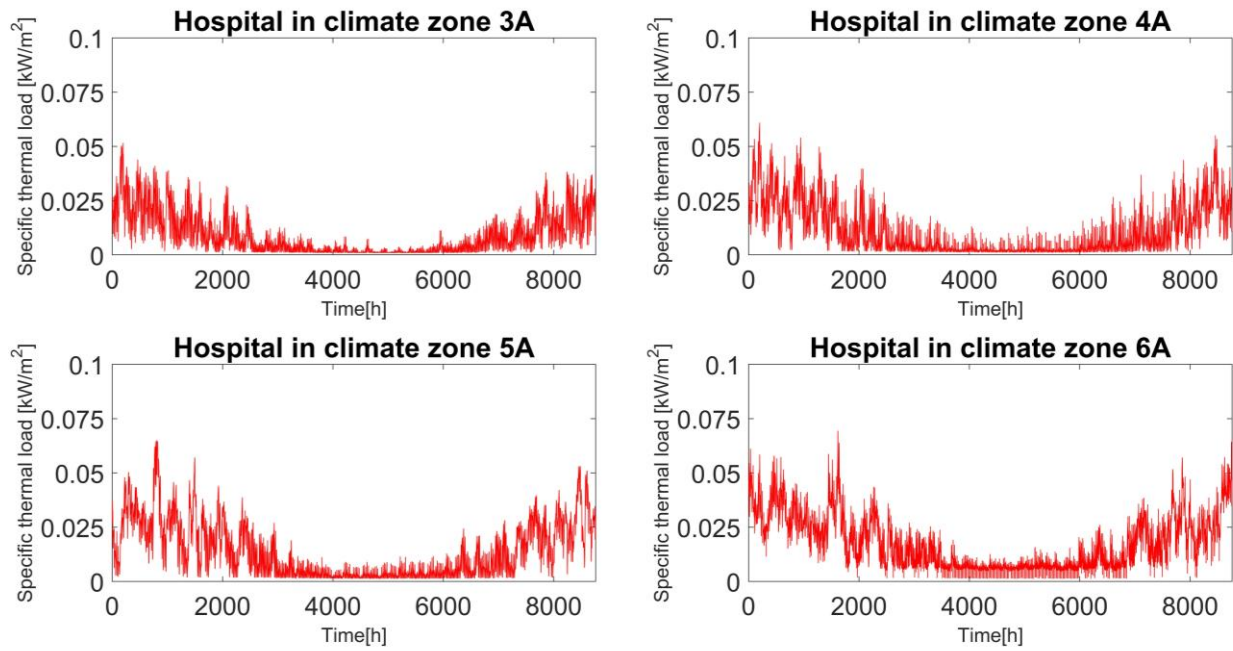 Hospital in climate zone 3A
Specific thermal load [kW/m²]
0.1
0.075
0.05
0.025
0
0 2000 4000 6000 8000
Time[h]
Hospital in climate zone 4A
Specific thermal load [kW/m²]
0.1
0.075
0.05
0.025
0
0 2000 4000 6000 8000
Time[h]
Hospital in climate zone 5A
Specific thermal load [kW/m²]
0.1
0.075
0.05
0.025
0
0 2000 4000 6000 8000
Time[h]
Hospital in climate zone 6A
Specific thermal load [kW/m²]
0.1
0.075
0.05
0.025
0
0 2000 4000 6000 8000
Time[h]